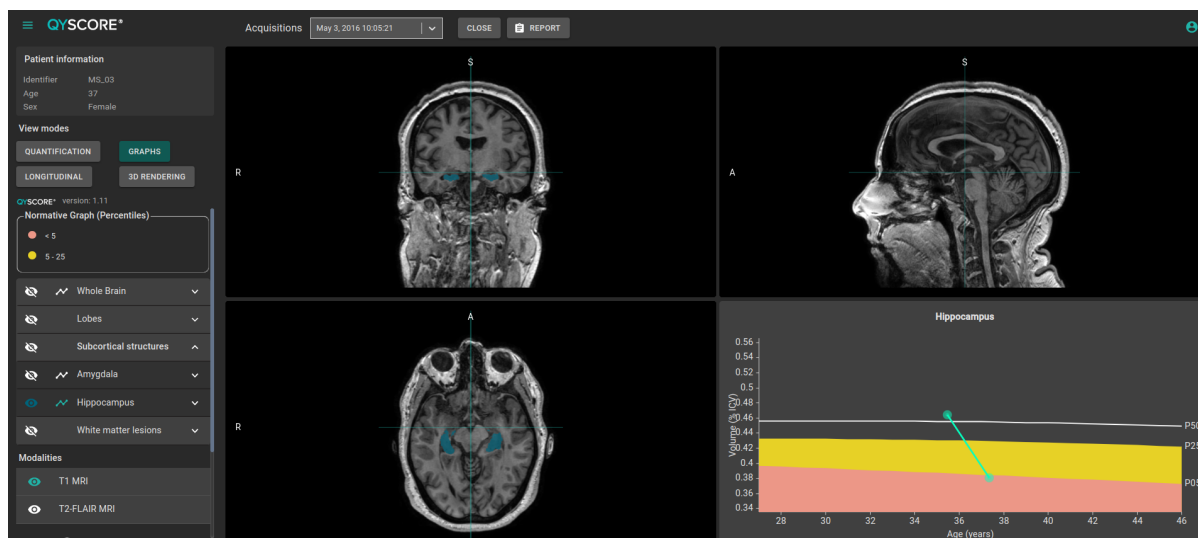 QYSCORE®
Acquisitions
May 3, 2016 10:05:21
CLOSE
REPORT
Patient information
Identifier MS_03
Age 37
Sex Female
View modes
QUANTIFICATION
GRAPHS
LONGITUDINAL
3D RENDERING
QYSCORE® version: 1.11
Normative Graph (Percentiles)
< 5
5 - 25
Whole Brain
Lobes
Subcortical structures
Amygdala
Hippocampus
White matter lesions
Modalities
T1 MRI
T2-FLAIR MRI
S
R
S
A
A
R
Hippocampus
Volume (% ICV)
0.56
0.54
0.52
0.5
0.48
0.46
0.44
0.42
0.4
0.38
0.36
0.34
P50
P25
P05
28 30 32 34 36 38 40 42 44 46
Age (years)